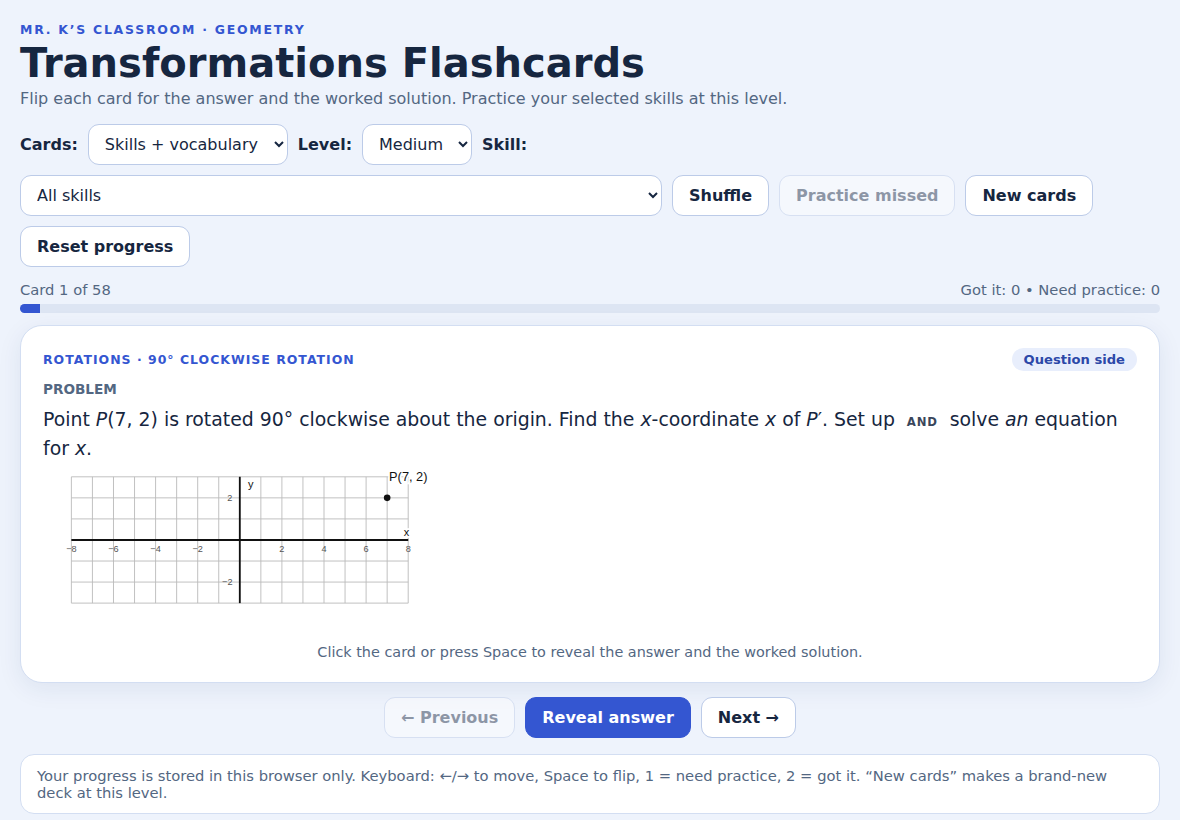 MR. K’S CLASSROOM · GEOMETRY
Transformations Flashcards
Flip each card for the answer and the worked solution. Practice your selected skills at this level.
Cards: Skills + vocabulary Level: Medium Skill:
All skills Shuffle Practice missed New cards
Reset progress
Card 1 of 58 Got it: 0 • Need practice: 0
ROTATIONS · 90° CLOCKWISE ROTATION Question side
PROBLEM
Point P(7, 2) is rotated 90° clockwise about the origin. Find the x-coordinate x of P′. Set up AND solve an equation
for x.
P(7, 2)
y
2
x
−8 −6 −4 −2 2 4 6 8
−2
Click the card or press Space to reveal the answer and the worked solution.
← Previous Reveal answer Next →
Your progress is stored in this browser only. Keyboard: ←/→ to move, Space to flip, 1 = need practice, 2 = got it. “New cards” makes a brand-new
deck at this level.